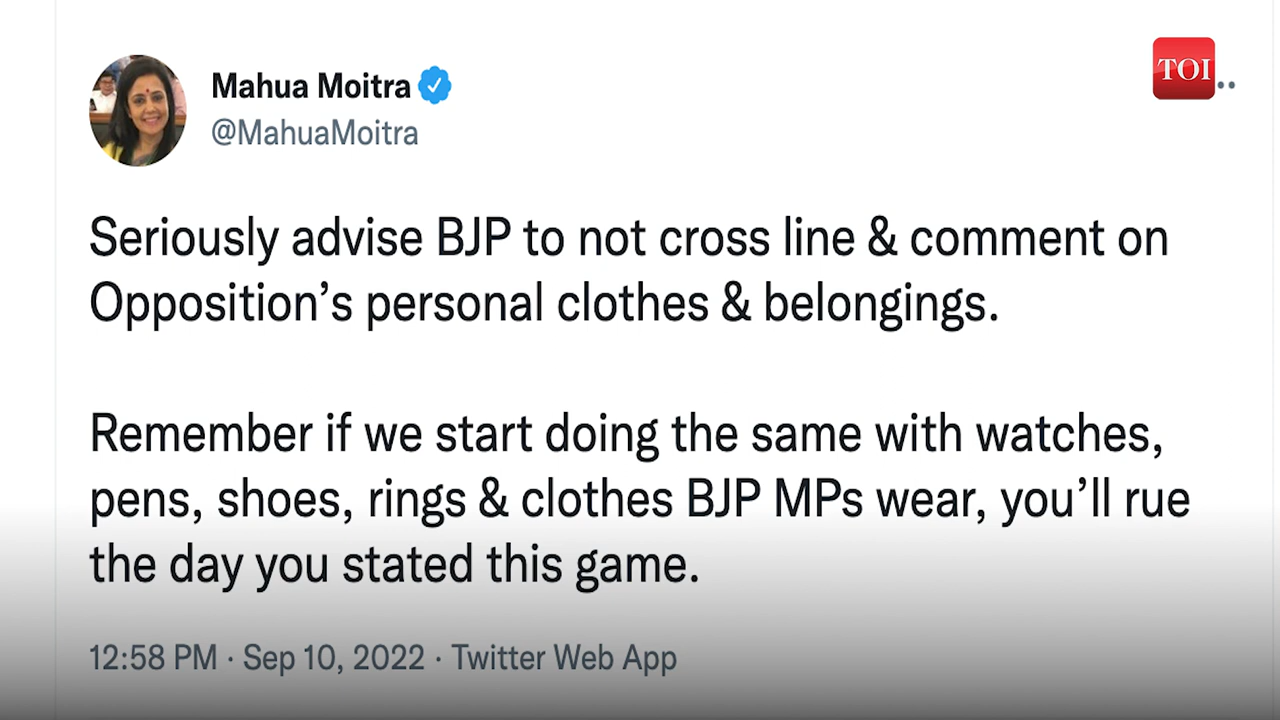 Mahua Moitra
TOI
@MahuaMoitra
Seriously advise BJP to not cross line & comment on
Opposition’s personal clothes & belongings.
Remember if we start doing the same with watches,
pens, shoes, rings & clothes BJP MPs wear, you’ll rue
the day you stated this game.
12:58 PM · Sep 10, 2022 · Twitter Web App